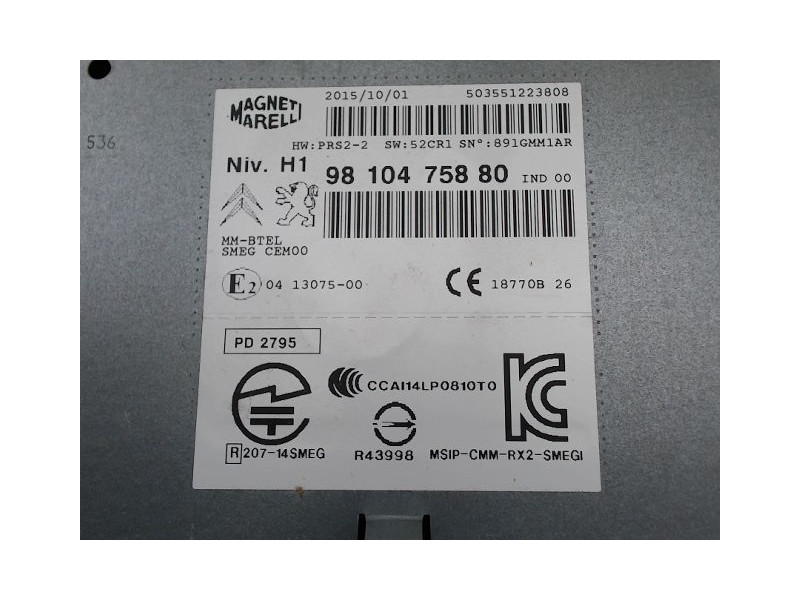 536
MAGNETI
MARELLI
2015/10/01 503551223808
HW:PRS2-2 SW:52CR1 SN°:891GMM1AR
Niv. H1 98 104 758 80 IND 00
MM-BTEL
SMEG CEM00
E2 04 13075-00 CE 18770B 26
PD 2795
CCAI14LP0810T0
R 207-14SMEG R43998 MSIP-CMM-RX2-SMEGI